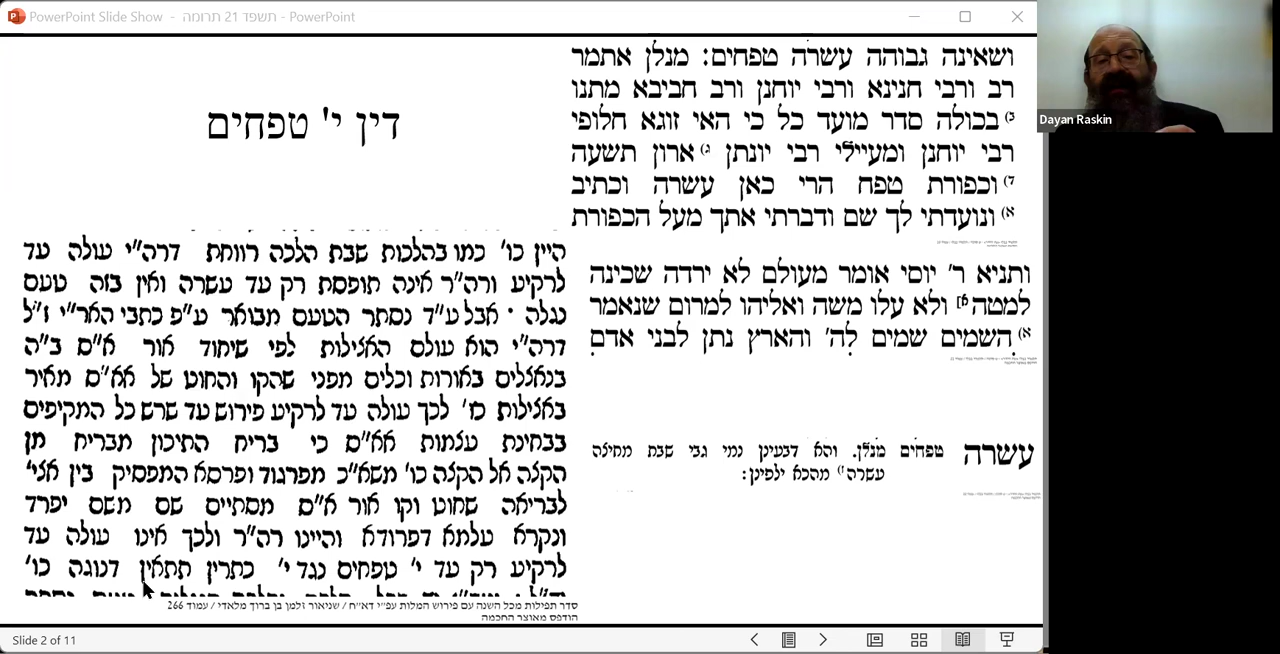 PowerPoint Slide Show - תשפד 21 תרומה - PowerPoint
Dayan Raskin
דין י' טפחים
ושאינה גבוהה עשרה טפחים: מנלן אתמר
רב ורבי חנינא ורבי יוחנן ורב חביבא מתנו
בכולה סדר מועד כל כי האי זוגא חלופי
רבי יוחנן ומעיילי רבי יונתן ג) ארון תשעה
ד) וכפורת טפח הרי כאן עשרה וכתיב
א) ונועדתי לך שם ודברתי אתך מעל הכפורת
ותניא ר' יוסי אומר מעולם לא ירדה שכינה
למטה א] ולא עלו משה ואליהו למרום שנאמר
א) השמים שמים לה' והארץ נתן לבני אדם
עשרה טפחים מנלן. והא דבעינן נמי גבי שבת מחיצה
עשרה מהכא ילפינן:
היין כו' כמו בהלכות שבת הלכה רווחת דרה"י עולה עד
לרקיע ורה"ר אינה תופסת רק עד עשרה ואין בזה טעם
נגלה · אבל ע"ד נסתר הטעם מבואר ע"פ כתבי האר"י ז"ל
דרה"י הוא עולם האצילות לפי שיחוד אור א"ס ב"ה
בנאצלים באורות וכלים מפני שהקו והחוט של אא"ס מאיר
באצילות כו' לכך עולה עד לרקיע פירוש עד שרש כל המקיפים
בבחינת עצמות אא"ס כי בריח התיכון מבריח מן
הקצה אל הקצה כו' משא"כ מפרגוד ופרסא המפסיק בין אצי'
לבריאה שחוט וקו אור א"ס מסתיים שם משם יפרד
ונקרא עלמא דפרודא והיינו רה"ר ולכך אינו עולה עד
לרקיע רק עד י' טפחים נגד י' כתרין תתאין דנוגה כו'
סדר תפילות מכל השנה עם פירוש המלות עפ"י דא"ח / שניאור זלמן בן ברוך מלאדי / עמוד 266
הודפס מאוצר החכמה
Slide 2 of 11